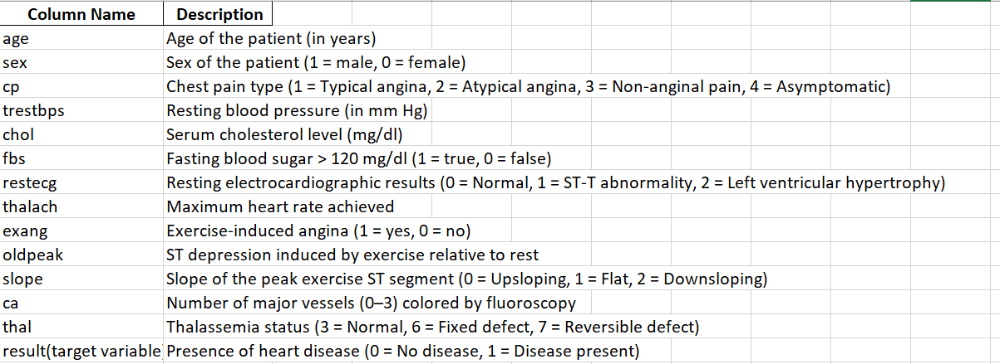 Column Name Description
age Age of the patient (in years)
sex Sex of the patient (1 = male, 0 = female)
cp Chest pain type (1 = Typical angina, 2 = Atypical angina, 3 = Non-anginal pain, 4 = Asymptomatic)
trestbps Resting blood pressure (in mm Hg)
chol Serum cholesterol level (mg/dl)
fbs Fasting blood sugar > 120 mg/dl (1 = true, 0 = false)
restecg Resting electrocardiographic results (0 = Normal, 1 = ST-T abnormality, 2 = Left ventricular hypertrophy)
thalach Maximum heart rate achieved
exang Exercise-induced angina (1 = yes, 0 = no)
oldpeak ST depression induced by exercise relative to rest
slope Slope of the peak exercise ST segment (0 = Upsloping, 1 = Flat, 2 = Downsloping)
ca Number of major vessels (0–3) colored by fluoroscopy
thal Thalassemia status (3 = Normal, 6 = Fixed defect, 7 = Reversible defect)
result(target variable Presence of heart disease (0 = No disease, 1 = Disease present)